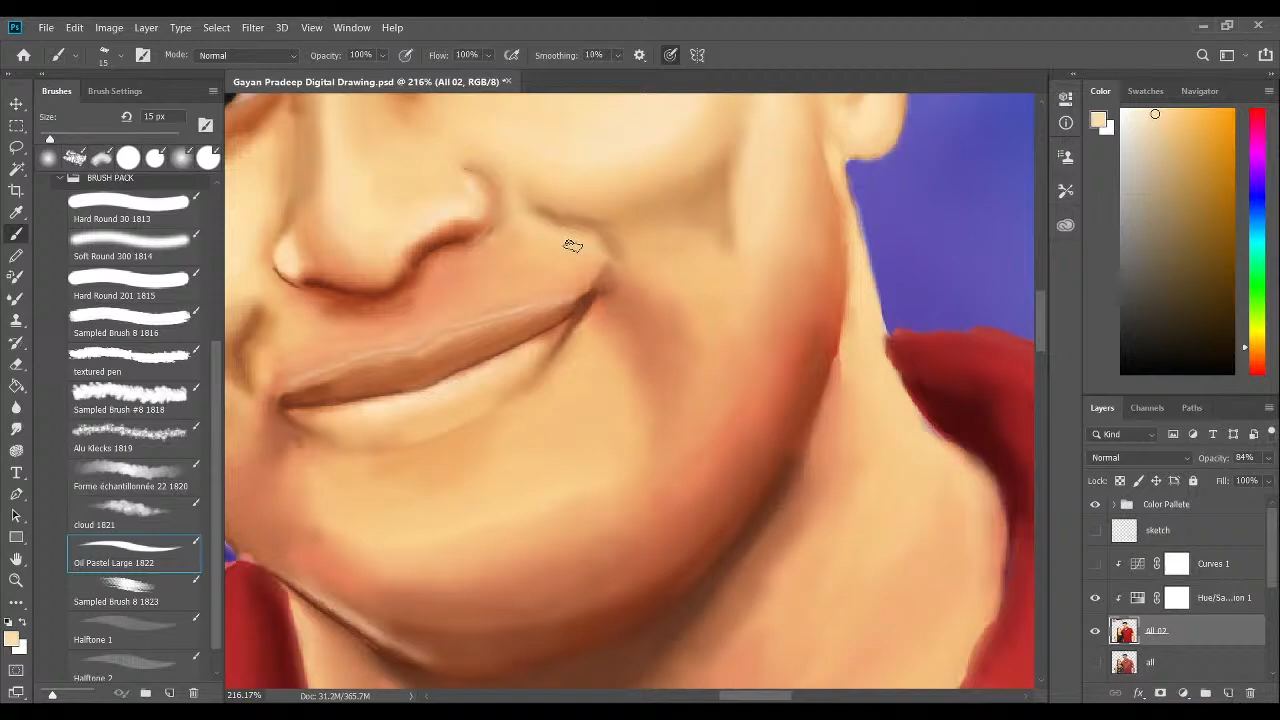 Ps File Edit Image Layer Type Select Filter 3D View Window Help
15 Mode: Normal Opacity: 100% Flow: 100% Smoothing: 10%
Gayan Pradeep Digital Drawing.psd @ 216% (All 02, RGB/8) *
Brushes Brush Settings
Size: 15 px
BRUSH PACK
Hard Round 30 1813
Soft Round 300 1814
Hard Round 201 1815
Sampled Brush 8 1816
textured pen
Sampled Brush #8 1818
Alu Klecks 1819
Forme échantillonnée 22 1820
cloud 1821
Oil Pastel Large 1822
Sampled Brush 8 1823
Halftone 1
Halftone 2
216.17% Doc: 31.2M/365.7M
Color Swatches Navigator
Layers Channels Paths
Kind
Normal Opacity: 84%
Lock: Fill: 100%
Color Pallete
sketch
Curves 1
Hue/Sa...ion 1
All 02
all